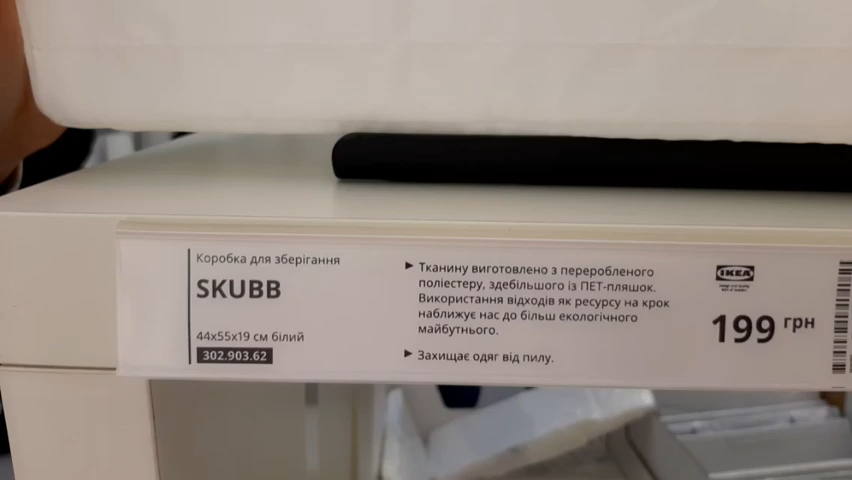 Коробка для зберігання
SKUBB
44x55x19 см білий
302.903.62
► Тканину виготовлено з переробленого
поліестеру, здебільшого із ПЕТ-пляшок.
Використання відходів як ресурсу на крок
наближує нас до більш екологічного
майбутнього.
► Захищає одяг від пилу.
IKEA
199 грн